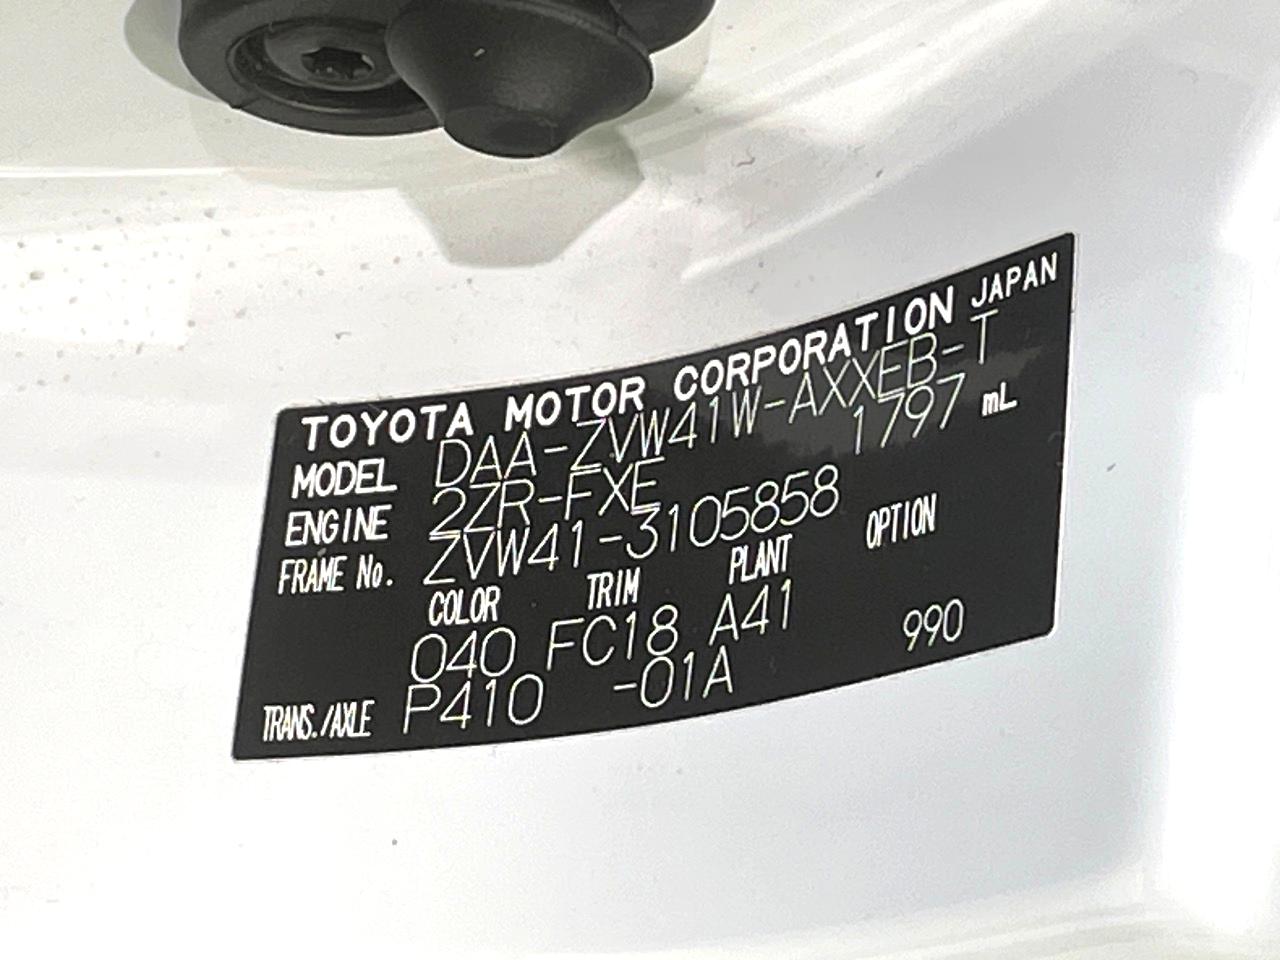 TOYOTA MOTOR CORPORATION JAPAN
MODEL DAA-ZVW41W-AXXEB-T
ENGINE 2ZR-FXE 1797 mL
FRAME No. ZVW41-3105858
COLOR TRIM PLANT OPTION
040 FC18 A41 990
TRANS./AXLE P410 -01A